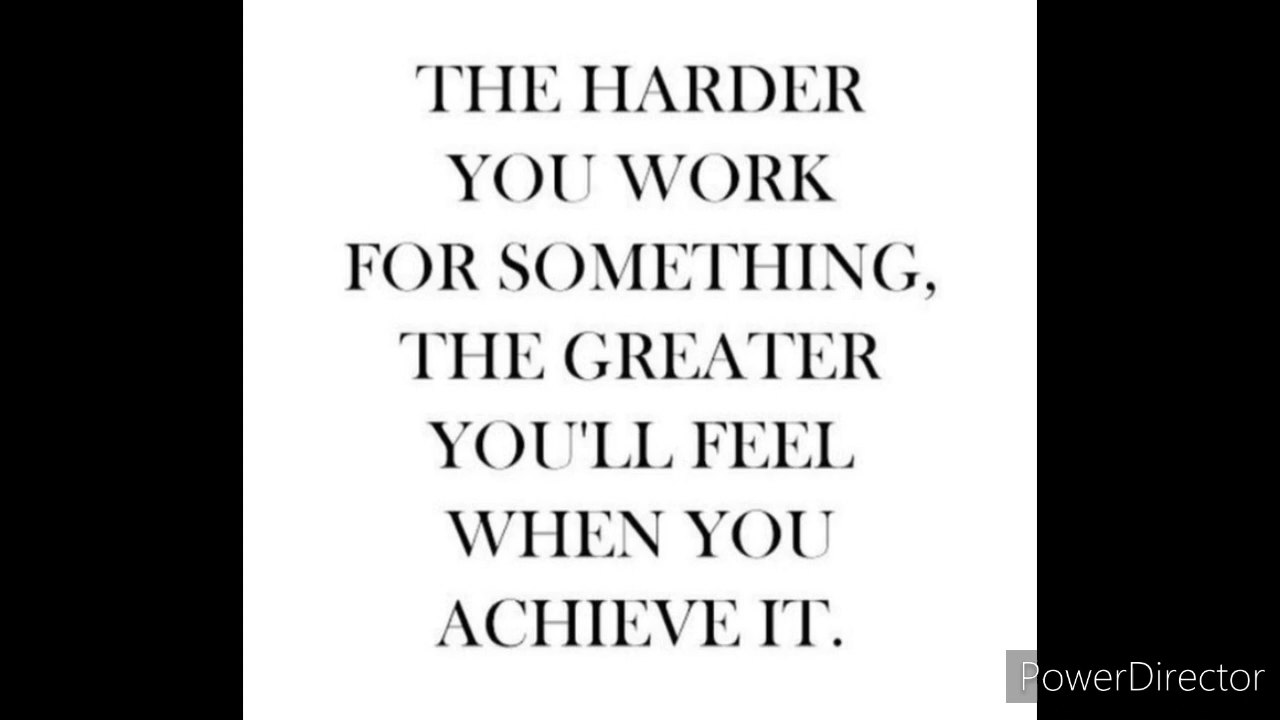 THE HARDER
YOU WORK
FOR SOMETHING,
THE GREATER
YOU'LL FEEL
WHEN YOU
ACHIEVE IT.
PowerDirector